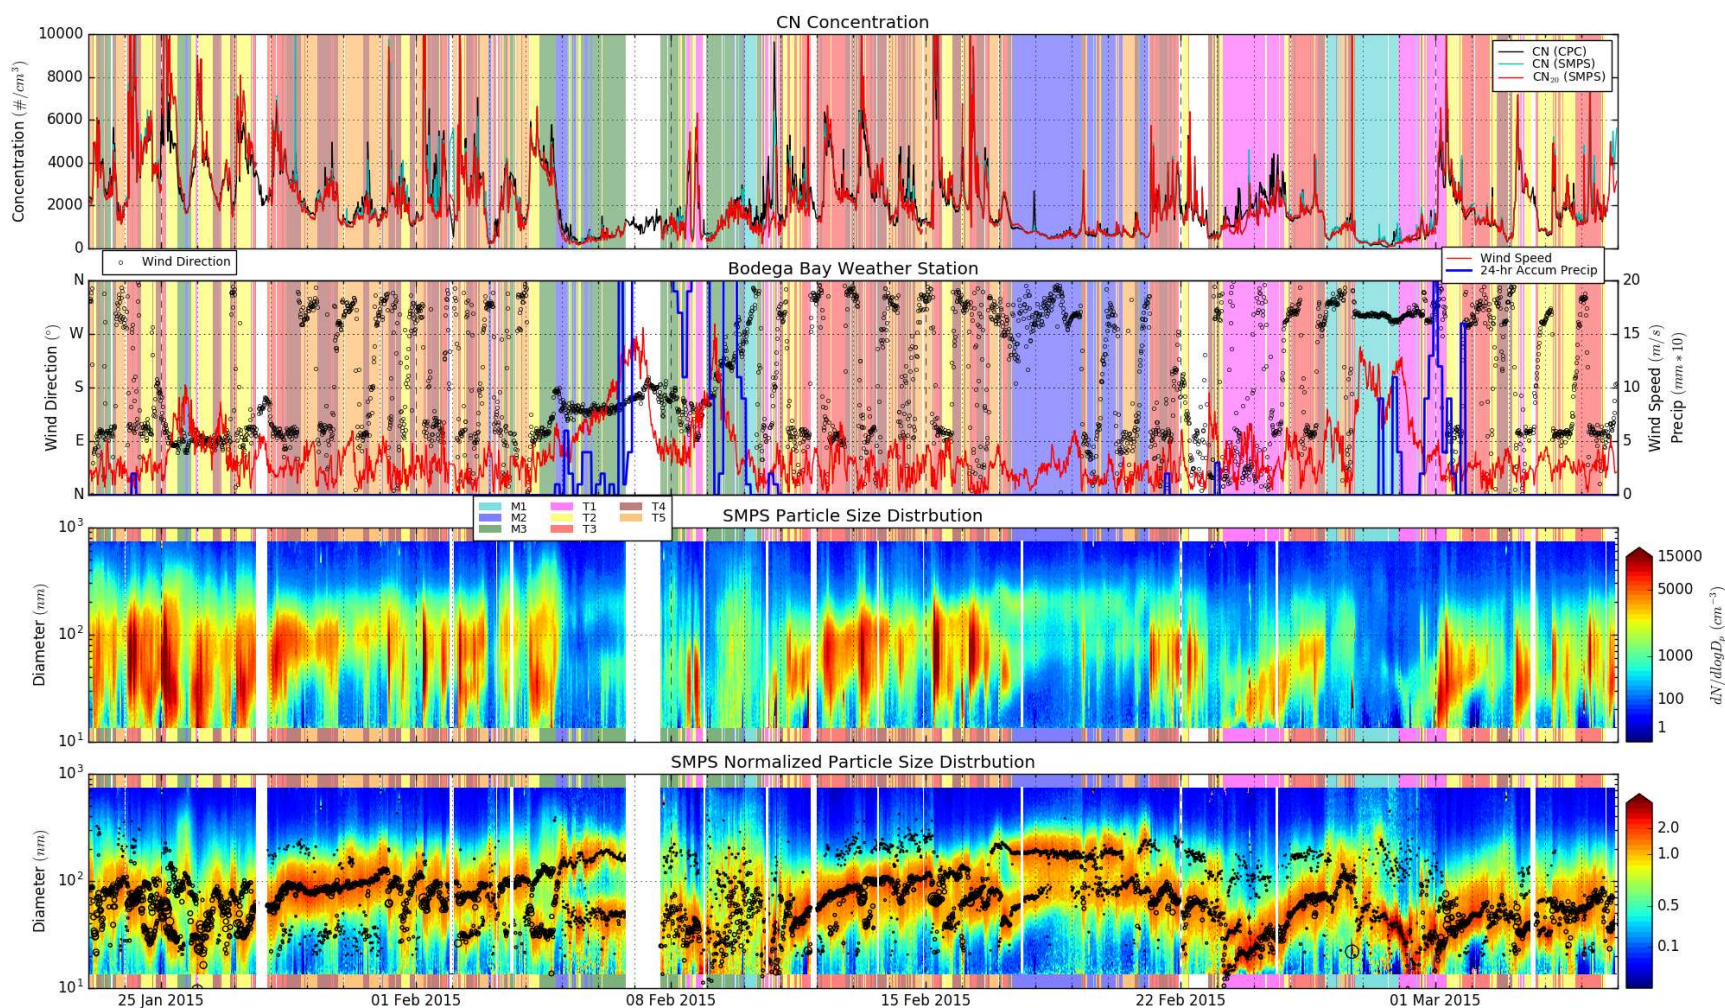 CN Concentration
10000
8000
6000
4000
2000
0
Concentration (#/cm³)
CN (CPC)
CN (SMPS)
CN₂₀ (SMPS)
Wind Direction
Bodega Bay Weather Station
Wind Speed
24-hr Accum Precip
N
W
S
E
N
Wind Direction (°)
20
15
10
5
0
Wind Speed (m/s)
Precip (mm * 10)
M1
M2
M3
T1
T2
T3
T4
T5
SMPS Particle Size Distrbution
10³
10²
10¹
Diameter (nm)
15000
5000
1000
100
1
dN/dlogDₚ (cm⁻³)
SMPS Normalized Particle Size Distrbution
10³
10²
10¹
Diameter (nm)
2.0
1.0
0.5
0.1
25 Jan 2015
01 Feb 2015
08 Feb 2015
15 Feb 2015
22 Feb 2015
01 Mar 2015